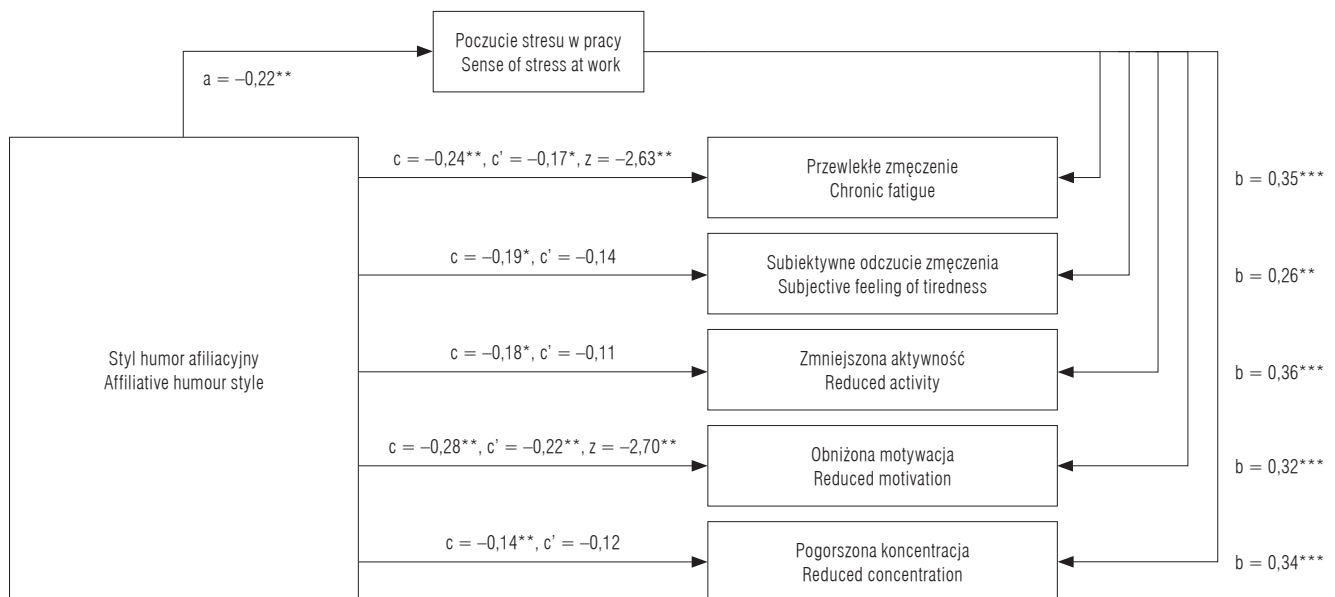 Poczucie stresu w pracy
Sense of stress at work
a = –0,22**
Styl humor afiliacyjny
Affiliative humour style
c = –0,24**, c’ = –0,17*, z = –2,63**
Przewlekłe zmęczenie
Chronic fatigue
b = 0,35***
c = –0,19*, c’ = –0,14
Subiektywne odczucie zmęczenia
Subjective feeling of tiredness
b = 0,26**
c = –0,18*, c’ = –0,11
Zmniejszona aktywność
Reduced activity
b = 0,36***
c = –0,28**, c’ = –0,22**, z = –2,70**
Obniżona motywacja
Reduced motivation
b = 0,32***
c = –0,14**, c’ = –0,12
Pogorszona koncentracja
Reduced concentration
b = 0,34***